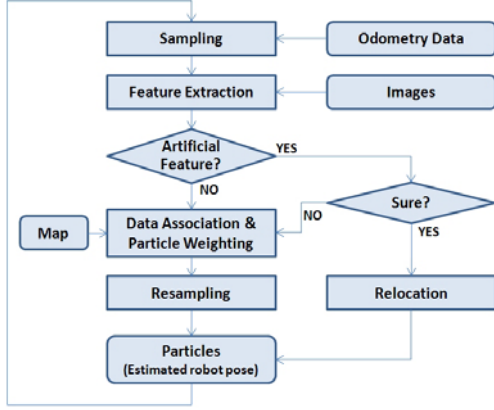 Sampling
Odometry Data
Feature Extraction
Images
Artificial
Feature?
YES
NO
Sure?
NO
YES
Map
Data Association &
Particle Weighting
Resampling
Relocation
Particles
(Estimated robot pose)